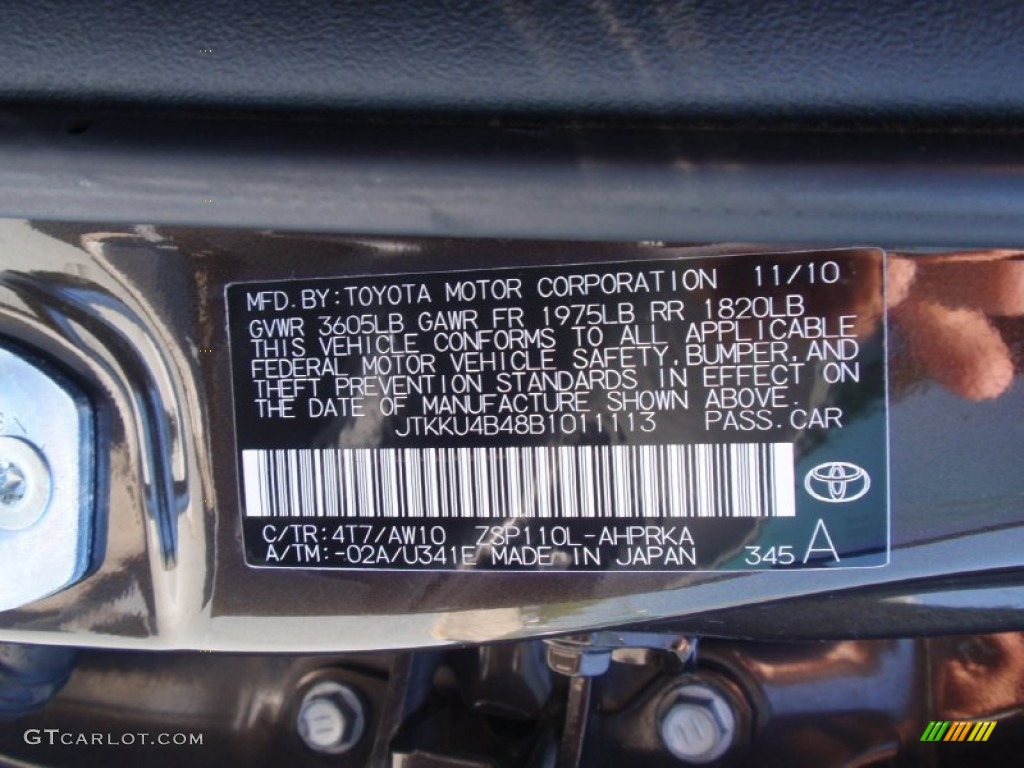 MFD. BY: TOYOTA MOTOR CORPORATION 11/10
GVWR 3605LB GAWR FR 1975LB RR 1820LB
THIS VEHICLE CONFORMS TO ALL APPLICABLE
FEDERAL MOTOR VEHICLE SAFETY, BUMPER, AND
THEFT PREVENTION STANDARDS IN EFFECT ON
THE DATE OF MANUFACTURE SHOWN ABOVE.
JTKKU4B48B1011113 PASS. CAR
C/TR: 4T7/AW10 ZSP110L-AHPRKA
A/TM: -02A/U341E MADE IN JAPAN 345 A
GTCARLOT.COM